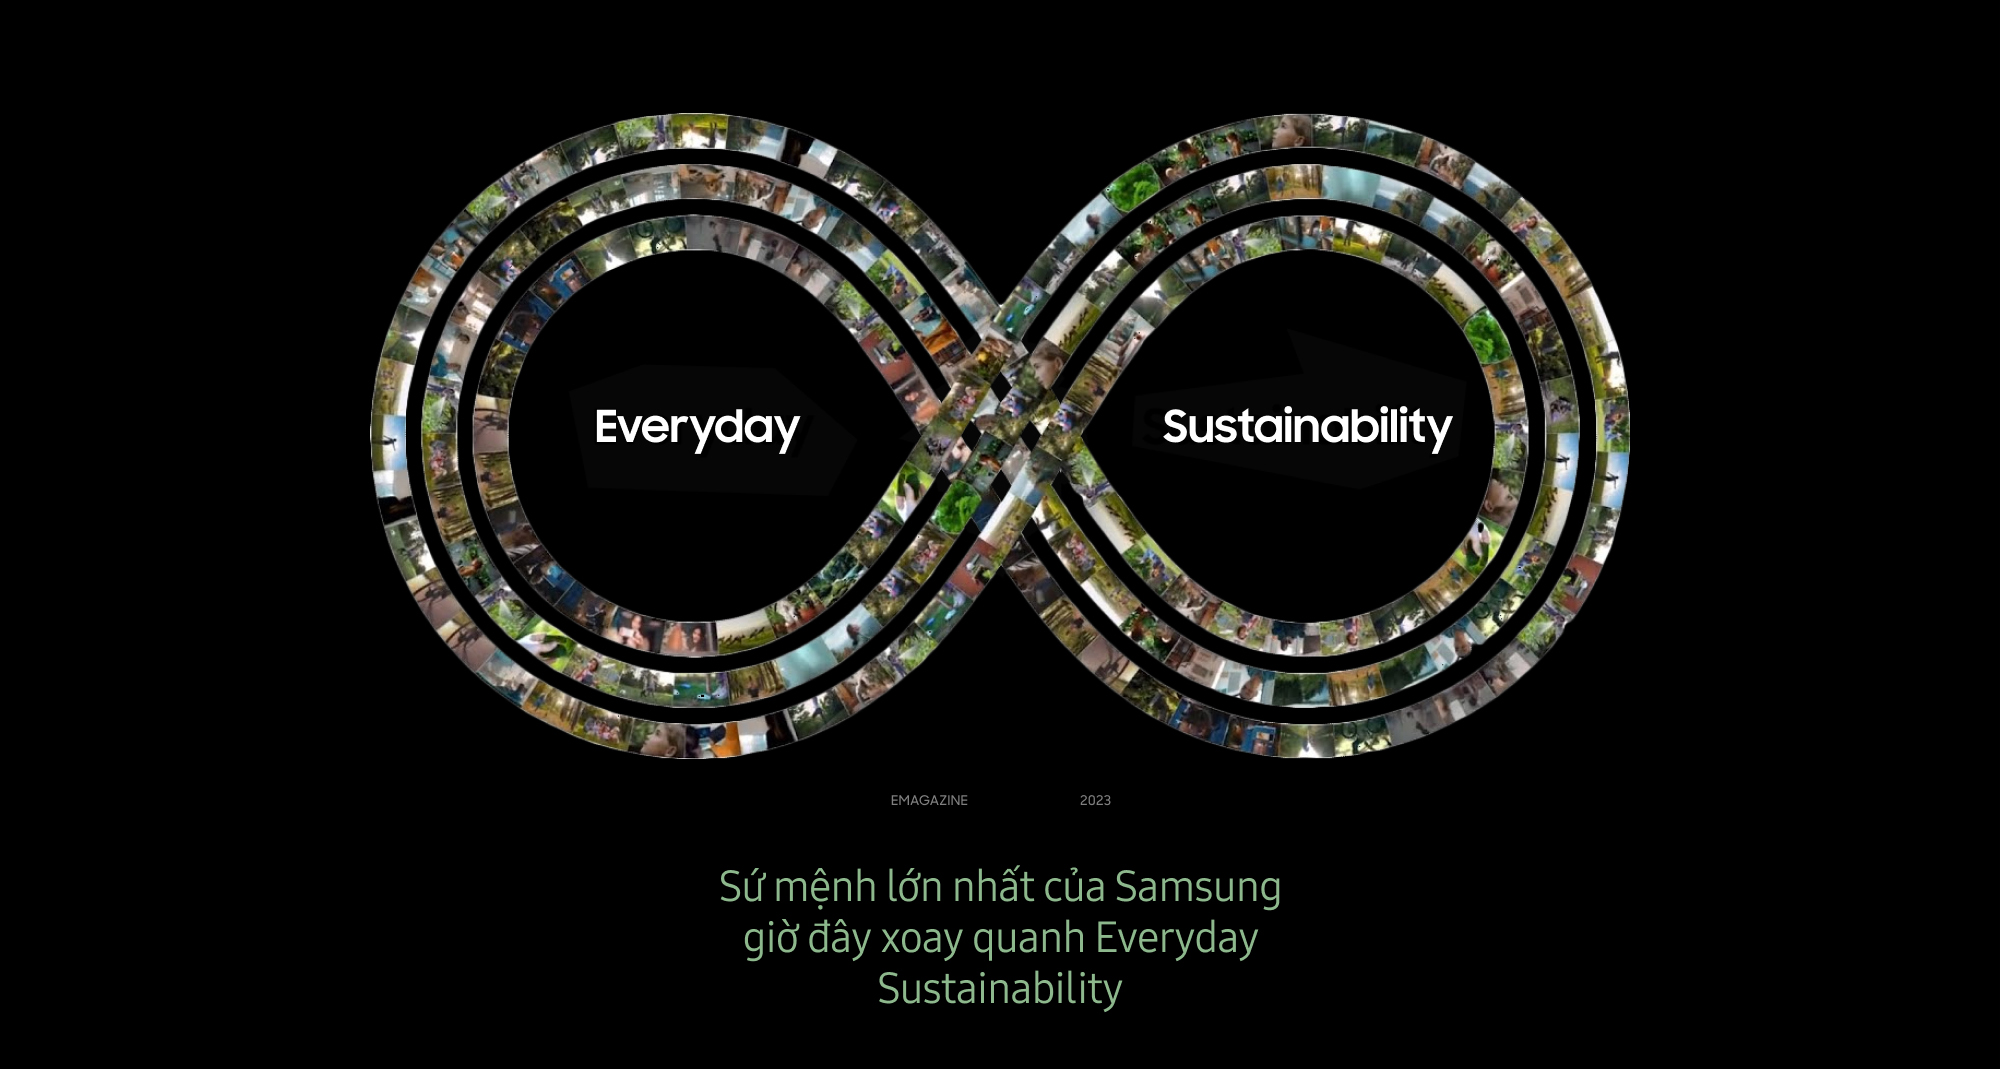 Everyday
Sustainability
EMAGAZINE
2023
Sứ mệnh lớn nhất của Samsung
giờ đây xoay quanh Everyday
Sustainability